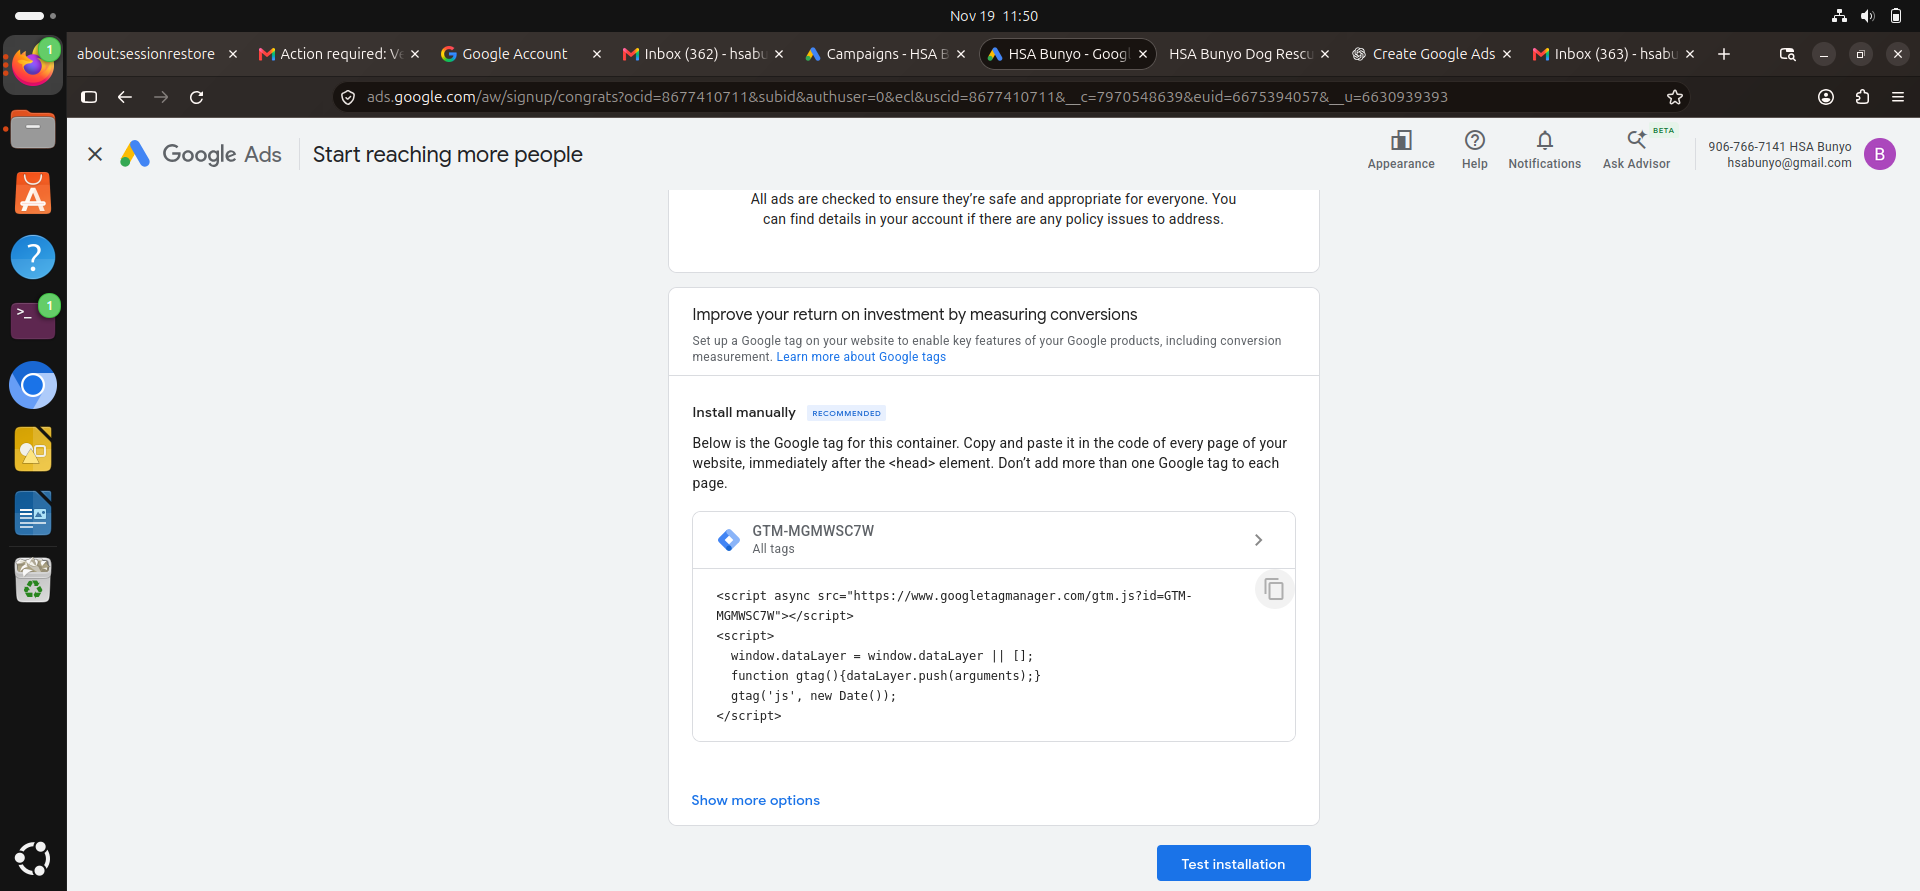 Nov 19 11:50
about:sessionrestore
Action required: Ve
Google Account
Inbox (362) - hsabu
Campaigns - HSA B
HSA Bunyo - Googl
HSA Bunyo Dog Rescu
Create Google Ads
Inbox (363) - hsabu
ads.google.com/aw/signup/congrats?ocid=8677410711&subid&authuser=0&ecl&uscid=8677410711&__c=7970548639&euid=6675394057&__u=6630939393
Google Ads
Start reaching more people
Appearance
Help
Notifications
BETA
Ask Advisor
906-766-7141 HSA Bunyo
hsabunyo@gmail.com
B
All ads are checked to ensure they’re safe and appropriate for everyone. You
can find details in your account if there are any policy issues to address.
Improve your return on investment by measuring conversions
Set up a Google tag on your website to enable key features of your Google products, including conversion
measurement. Learn more about Google tags
Install manually RECOMMENDED
Below is the Google tag for this container. Copy and paste it in the code of every page of your
website, immediately after the <head> element. Don’t add more than one Google tag to each
page.
GTM-MGMWSC7W
All tags
<script async src="https://www.googletagmanager.com/gtm.js?id=GTM-
MGMWSC7W"></script>
<script>
window.dataLayer = window.dataLayer || [];
function gtag(){dataLayer.push(arguments);}
gtag('js', new Date());
</script>
Show more options
Test installation
1
1